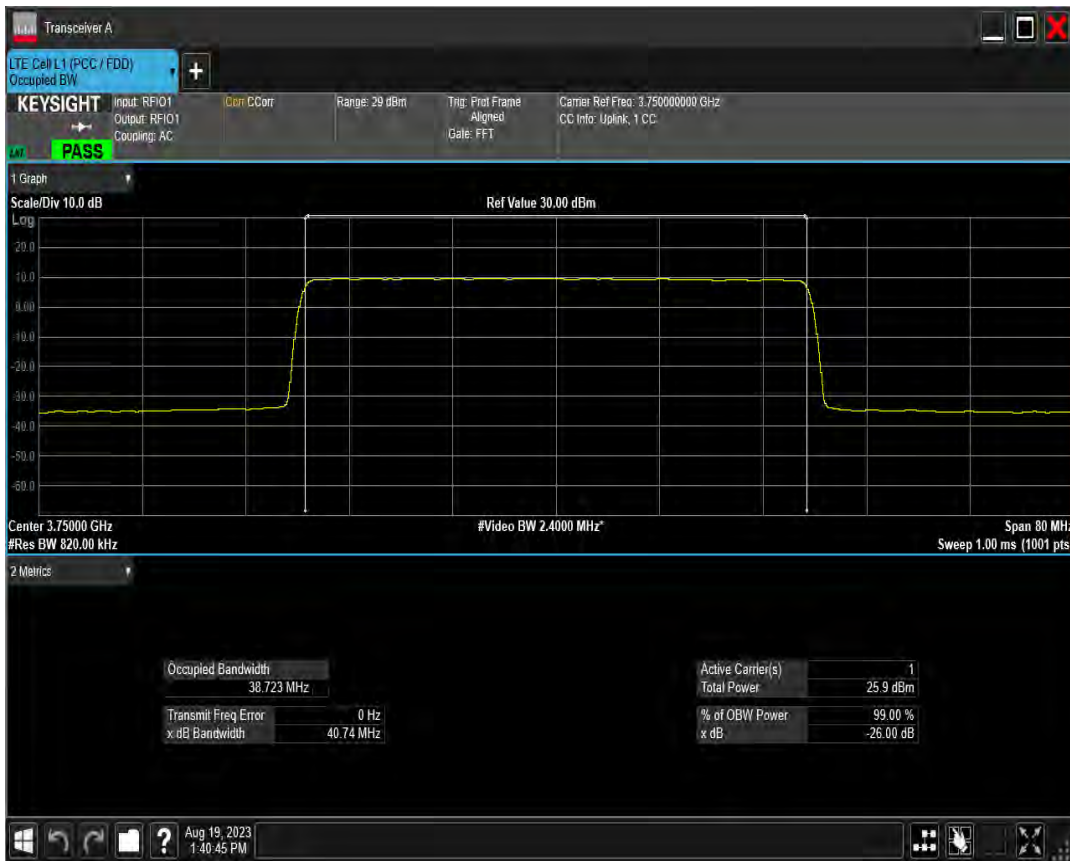 Transceiver A
LTE Cell L1 (PCC / FDD)
Occupied BW
+
KEYSIGHT
Input: RFIO1
Output: RFIO1
Coupling: AC
Corr CCorr
Range: 29 dBm
Trig: Prot Frame
Aligned
Gate: FFT
Carrier Ref Freq: 3.750000000 GHz
CC Info: Uplink, 1 CC
PASS
1 Graph
Scale/Div 10.0 dB
Ref Value 30.00 dBm
Log
20.0
10.0
0.00
-10.0
-20.0
-30.0
-40.0
-50.0
-60.0
Center 3.75000 GHz
#Video BW 2.4000 MHz*
Span 80 MHz
#Res BW 820.00 kHz
Sweep 1.00 ms (1001 pts
2 Metrics
Occupied Bandwidth
38.723 MHz
Transmit Freq Error 0 Hz
x dB Bandwidth 40.74 MHz
Active Carrier(s) 1
Total Power 25.9 dBm
% of OBW Power 99.00 %
x dB -26.00 dB
?
Aug 19, 2023
1:40:45 PM